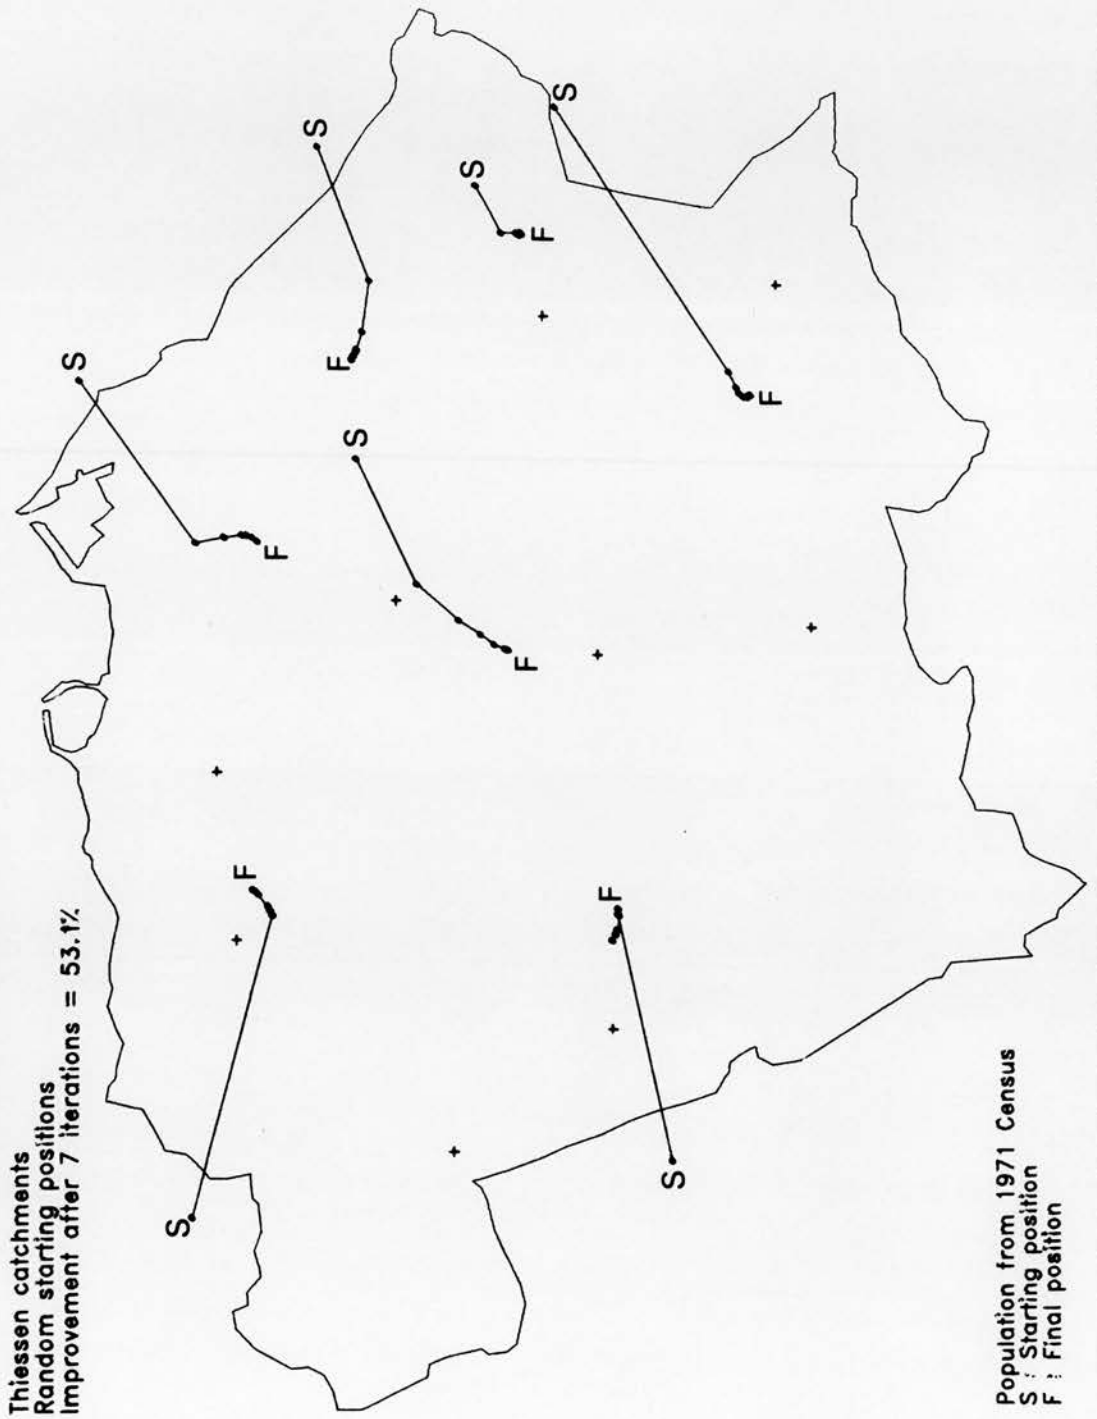 Thiessen catchments
Random starting positions
Improvement after 7 iterations = 53.1%
S
S
S
S
F
F
S
F
F
S
F
F
F
S
Population from 1971 Census
S : Starting position
F : Final position